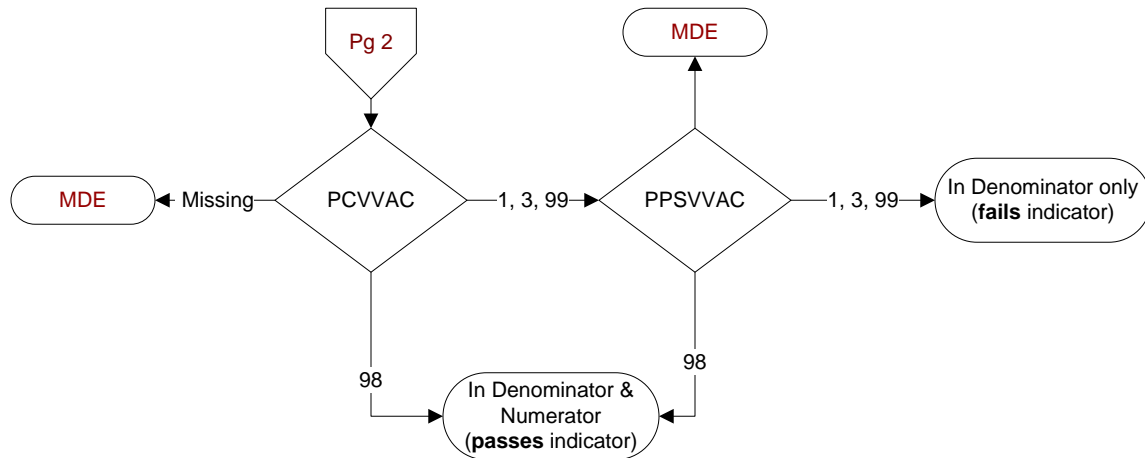 Pg 2
MDE
MDE
Missing
PCVVAC
1, 3, 99
PPSVVAC
1, 3, 99
In Denominator only
(fails indicator)
98
98
In Denominator &
Numerator
(passes indicator)